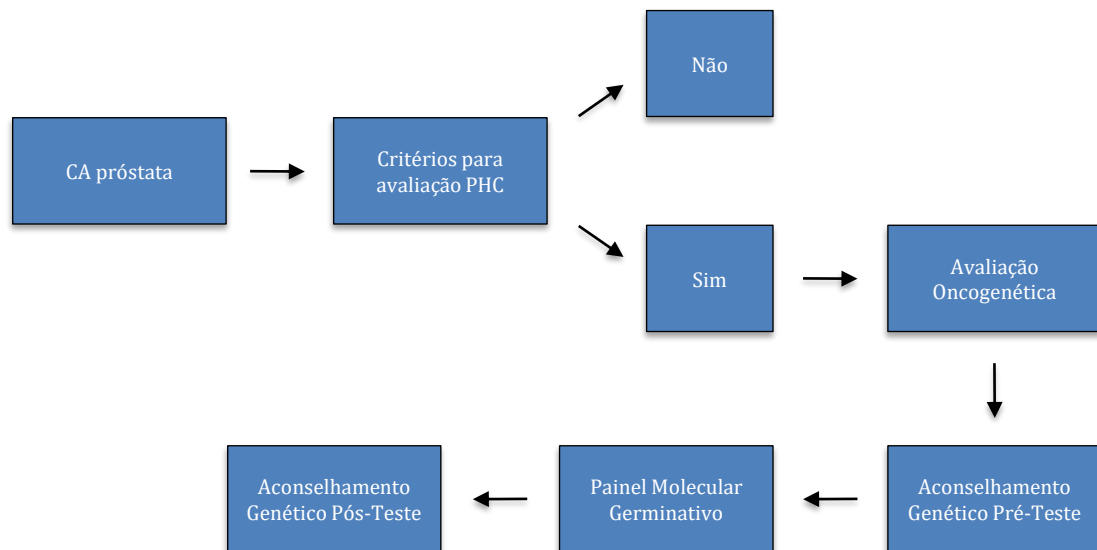 Não
CA próstata
Critérios para
avaliação PHC
Sim
Avaliação
Oncogenética
Aconselhamento
Genético Pré-Teste
Painel Molecular
Germinativo
Aconselhamento
Genético Pós-Teste